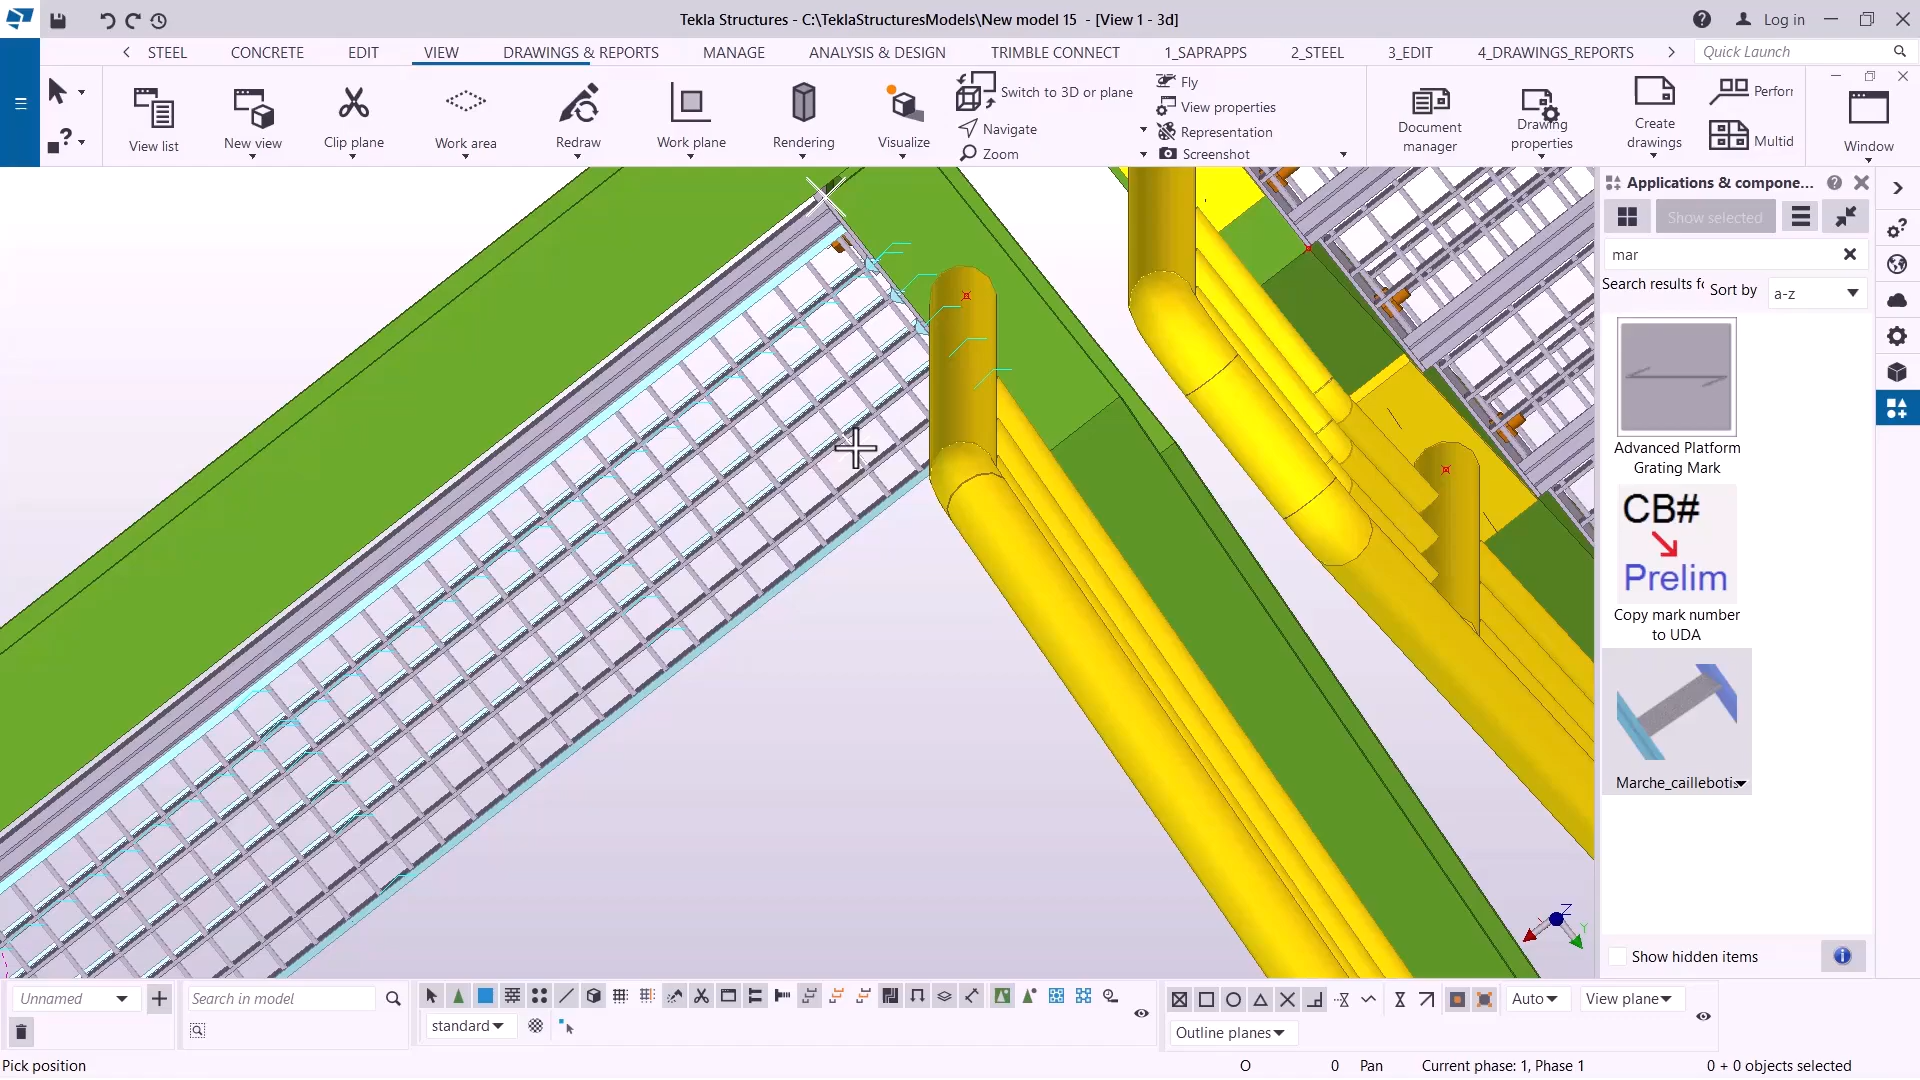 Tekla Structures - C:\TeklaStructuresModels\New model 15 - [View 1 - 3d]
Log in
STEEL CONCRETE EDIT VIEW DRAWINGS & REPORTS MANAGE ANALYSIS & DESIGN TRIMBLE CONNECT 1_SAPRAPPS 2_STEEL 3_EDIT 4_DRAWINGS_REPORTS Quick Launch
View list
New view
Clip plane
Work area
Redraw
Work plane
Rendering
Visualize
Switch to 3D or plane
Navigate
Zoom
Fly
View properties
Representation
Screenshot
Document
manager
Drawing
properties
Create
drawings
Perforr
Multid
Window
Applications & compone...
Show selected
mar
Search results fo
Sort by
a-z
Advanced Platform
Grating Mark
CB#
Prelim
Copy mark number
to UDA
Marche_caillebotis
Show hidden items
Z
Y
Unnamed
Search in model
standard
Auto
View plane
Outline planes
Pick position
O 0 Pan Current phase: 1, Phase 1 0 + 0 objects selected